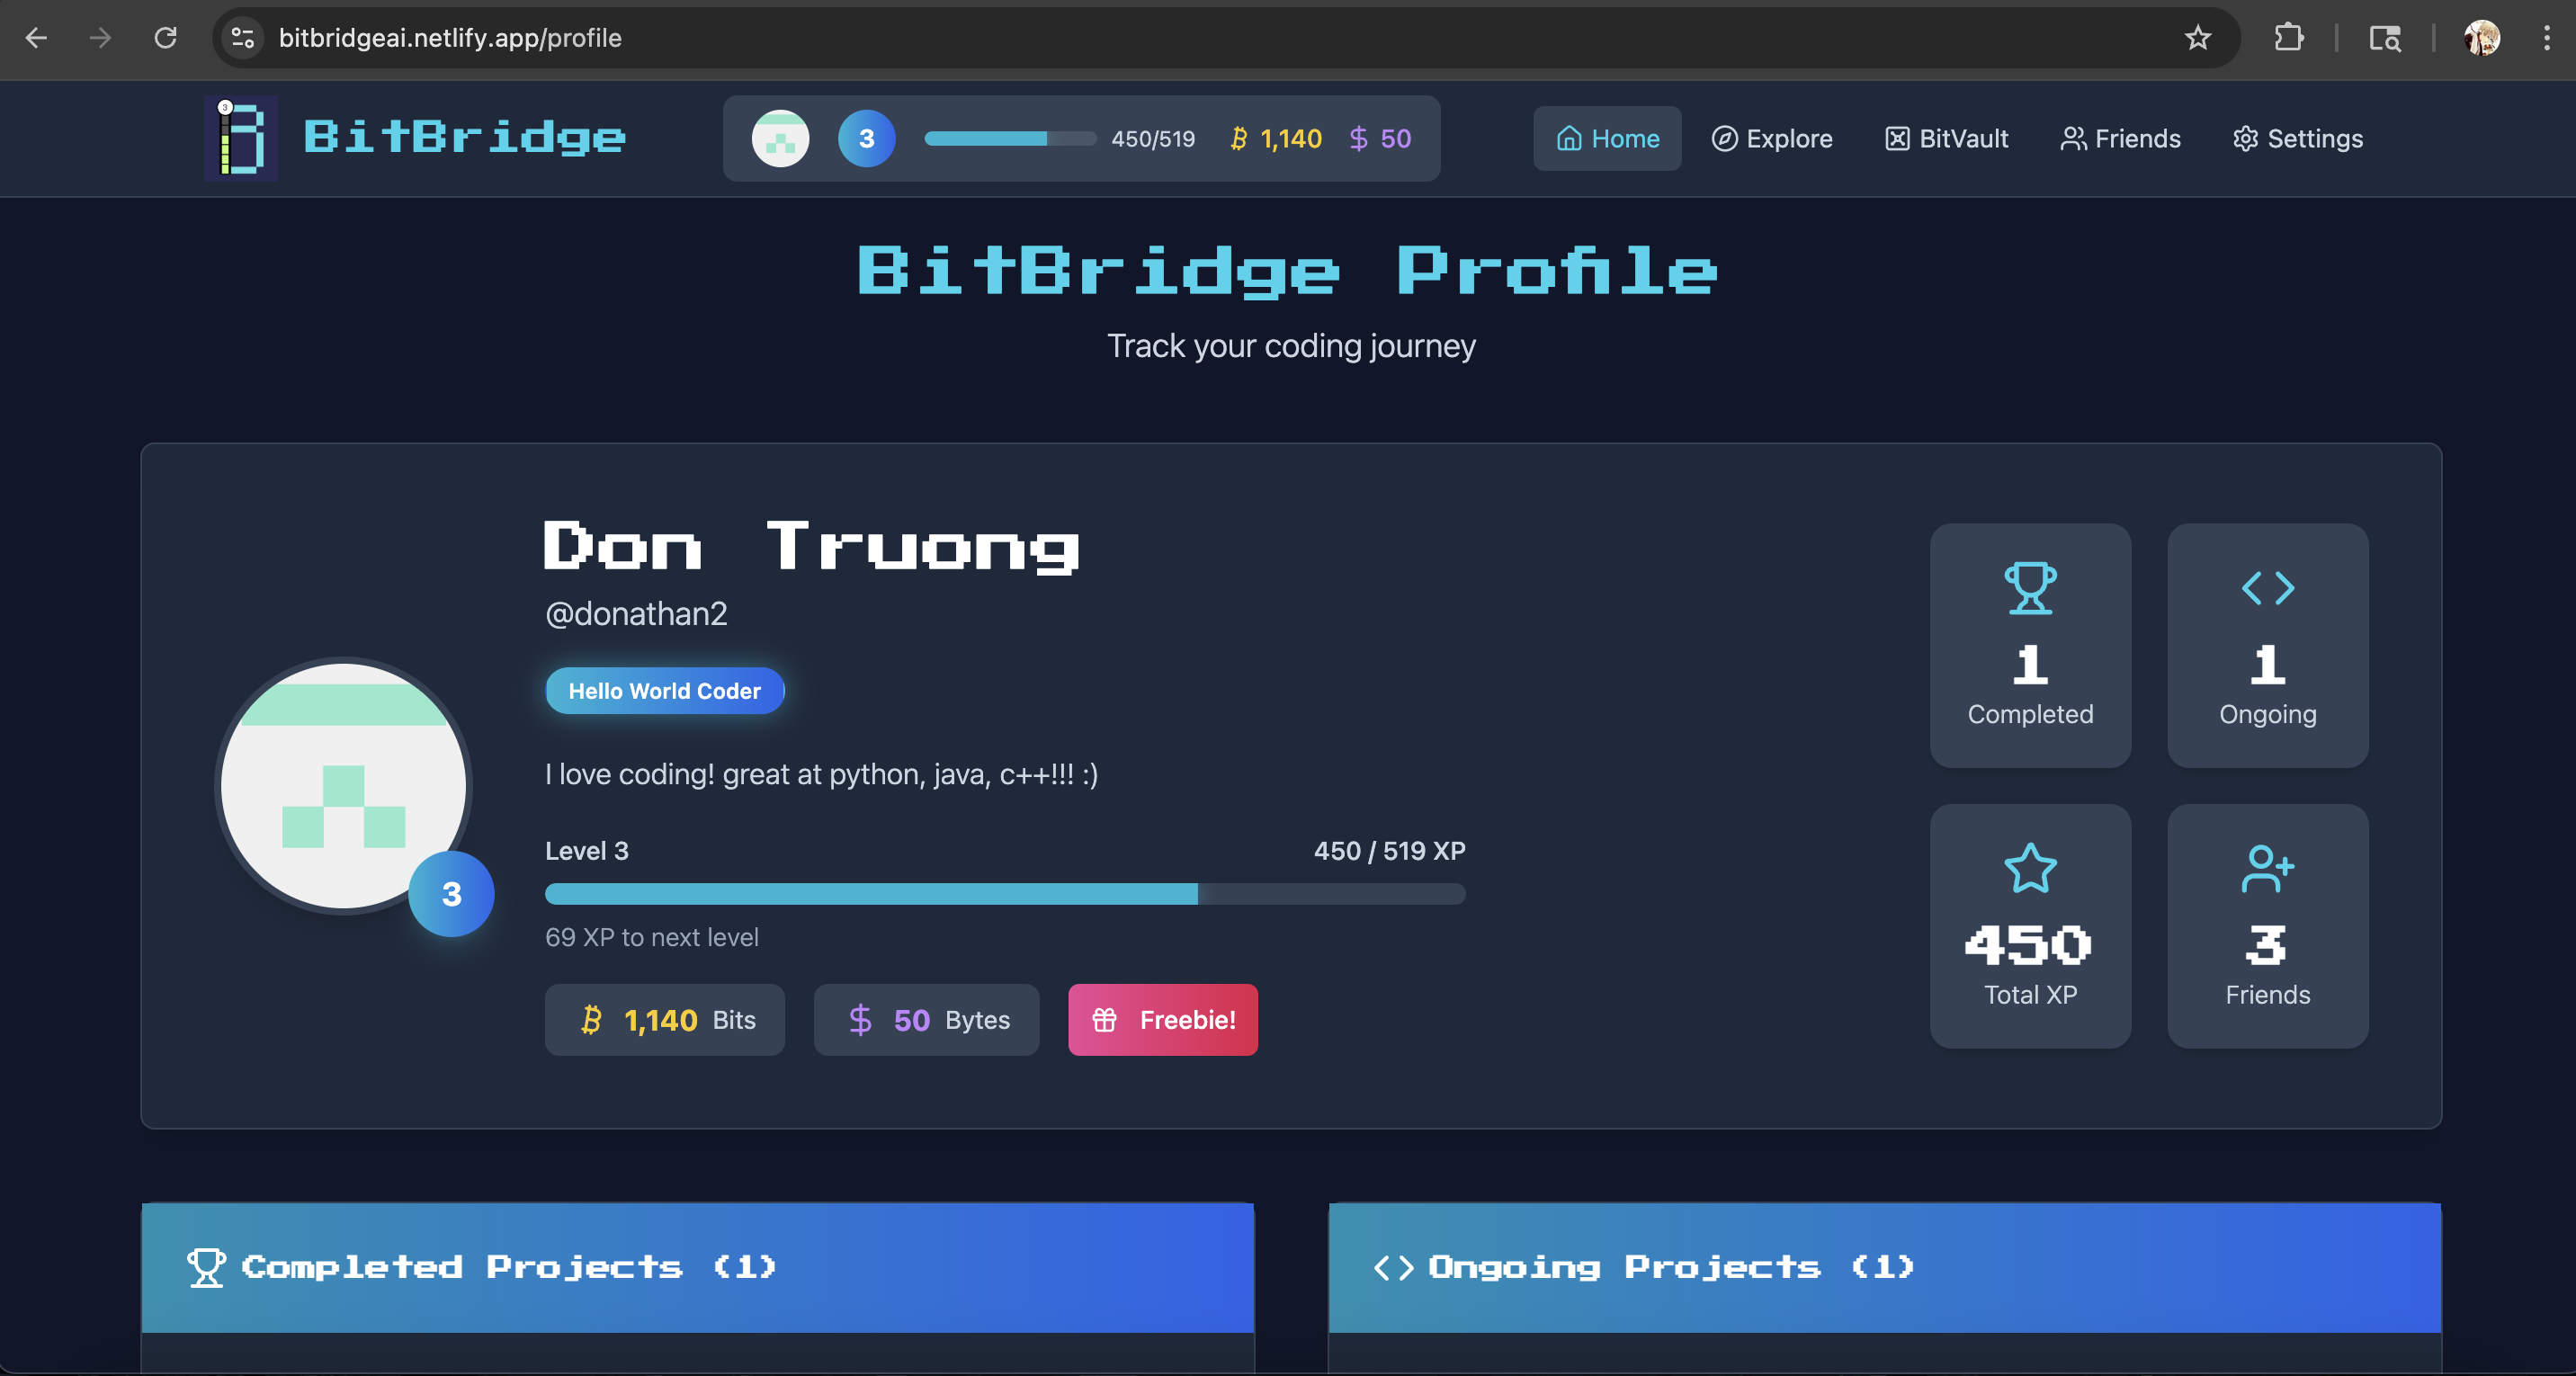 bitbridgeai.netlify.app/profile
3
BitBridge
3
450/519
1,140
50
Home
Explore
BitVault
Friends
Settings
BitBridge Profile
Track your coding journey
Don Truong
@donathan2
Hello World Coder
I love coding! great at python, java, c++!!! :)
3
Level 3
450 / 519 XP
69 XP to next level
1,140 Bits
50 Bytes
Freebie!
1
Completed
1
Ongoing
450
Total XP
3
Friends
Completed Projects (1)
Ongoing Projects (1)